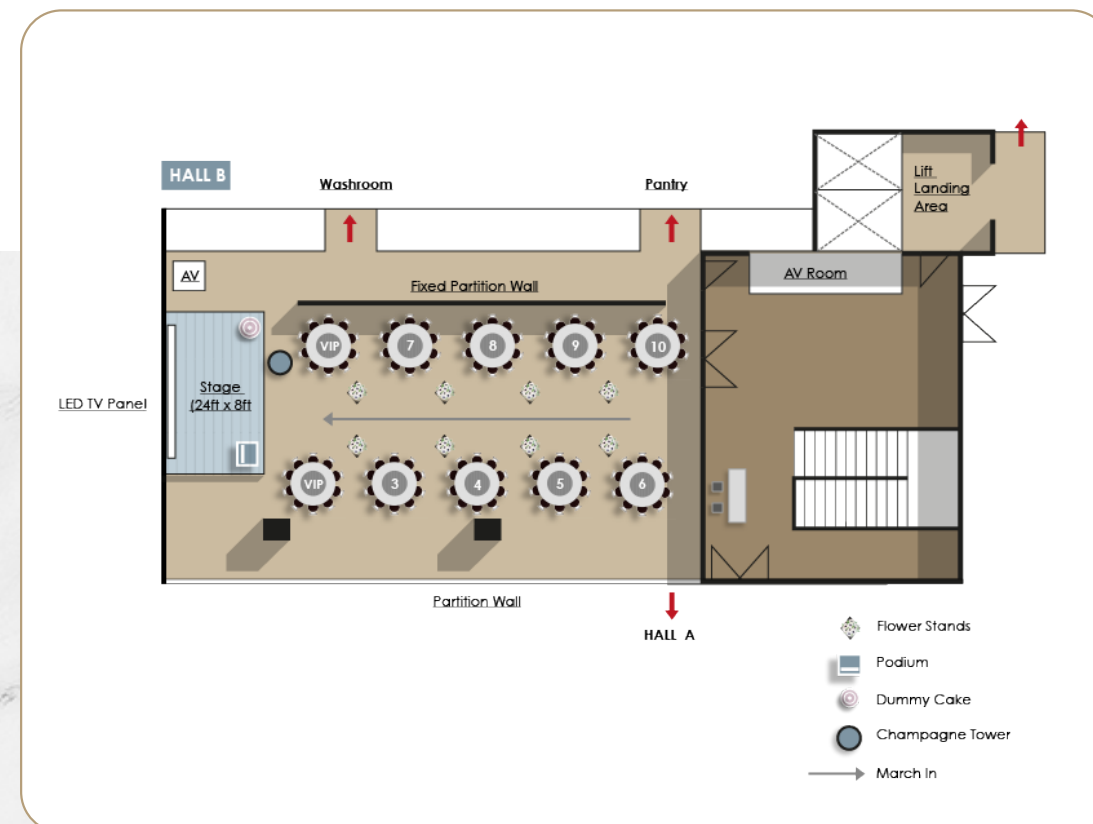 HALL B
Washroom
Pantry
Lift
Landing
Area
AV
AV Room
Fixed Partition Wall
VIP
7
8
9
10
Stage
(24ft x 8ft
LED TV Panel
VIP
3
4
5
6
Partition Wall
HALL A
Flower Stands
Podium
Dummy Cake
Champagne Tower
March In